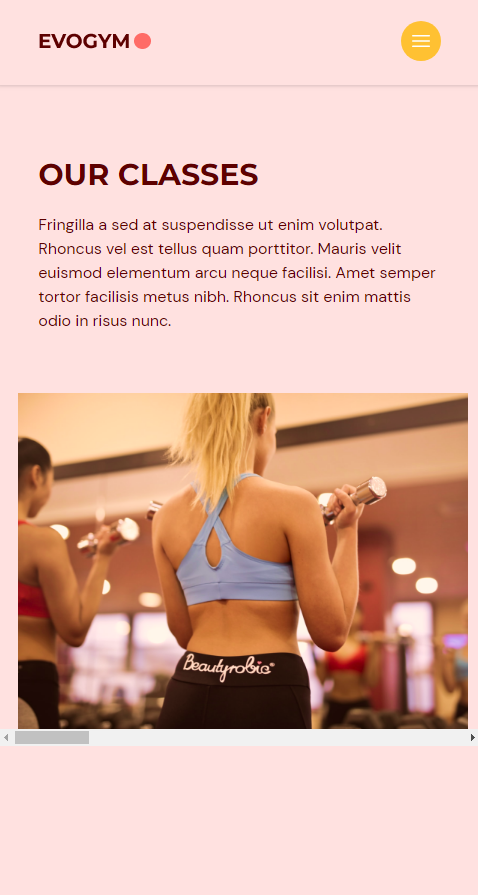 EVOGYM
OUR CLASSES
Fringilla a sed at suspendisse ut enim volutpat.
Rhoncus vel est tellus quam porttitor. Mauris velit
euismod elementum arcu neque facilisi. Amet semper
tortor facilisis metus nibh. Rhoncus sit enim mattis
odio in risus nunc.
Beautyrobic®